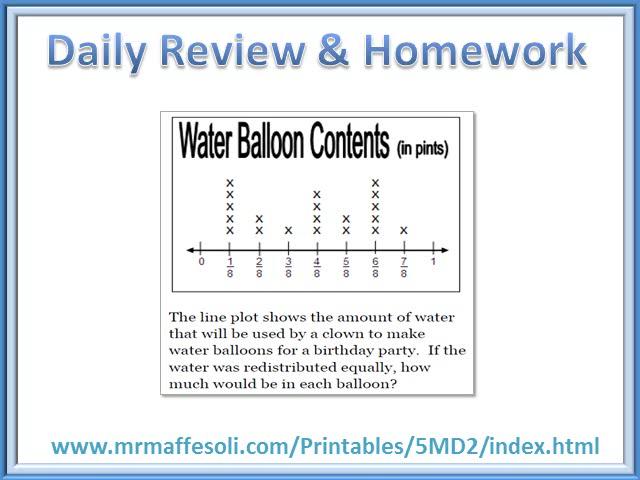 Daily Review & Homework
Water Balloon Contents (in pints)
x x
x x x
x x x
x x x x x
x x x x x x x
0 1/8 2/8 3/8 4/8 5/8 6/8 7/8 1
The line plot shows the amount of water
that will be used by a clown to make
water balloons for a birthday party. If the
water was redistributed equally, how
much would be in each balloon?
www.mrmaffesoli.com/Printables/5MD2/index.html